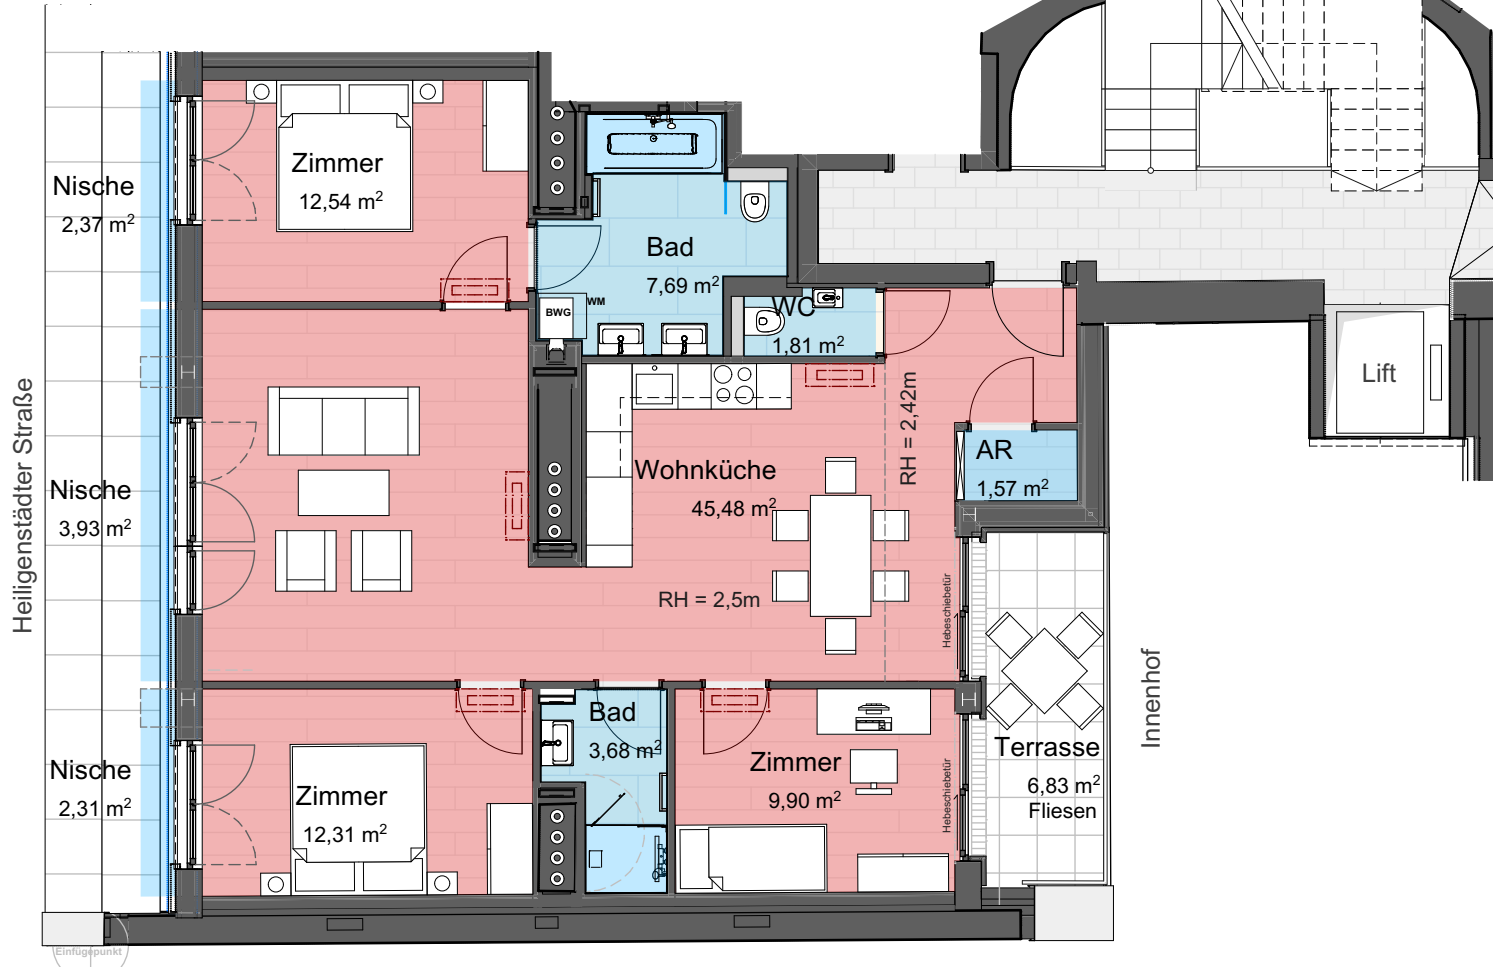 Zimmer
12,54 m²
Nische
2,37 m²
Bad
7,69 m²
WM
BWG
WC
1,81 m²
Lift
RH = 2,42m
AR
1,57 m²
Heiligenstädter Straße
Nische
3,93 m²
Wohnküche
45,48 m²
RH = 2,5m
Hebeschiebetür
Innenhof
Bad
3,68 m²
Zimmer
9,90 m²
Hebeschiebetür
Terrasse
6,83 m²
Fliesen
Nische
2,31 m²
Zimmer
12,31 m²
Einfügepunkt